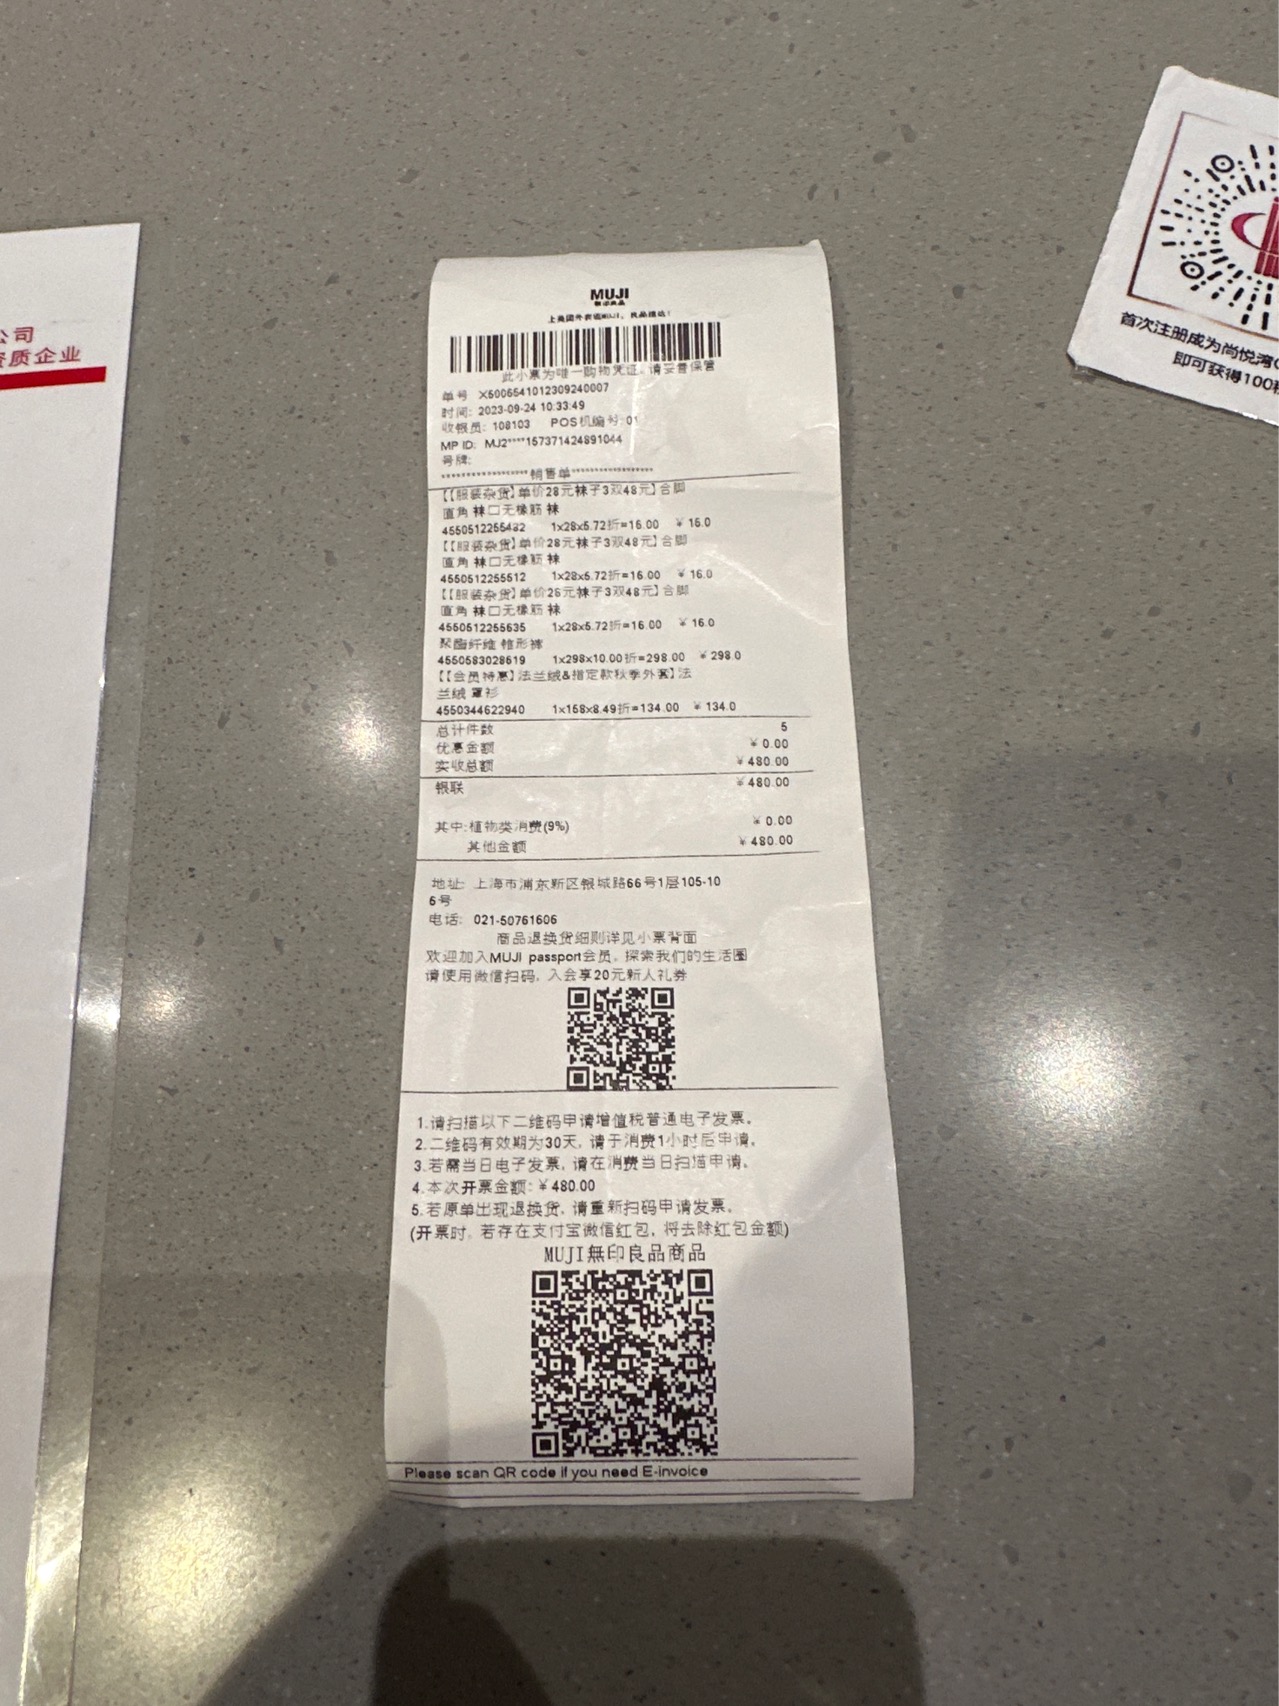 公司
资质企业
MUJI
無印良品
此小票为唯一购物凭证，请妥善保管
单号 X5006541012309240007
时间: 2023-09-24 10:33:49
收银员: 108103 POS机编号: 01
MP ID: MJ2****157371424891044
号牌:
******************销售单******************
【【服装杂货】单价28元袜子3双48元】合脚
直角 袜口无橡筋 袜
4550512255482 1x28x5.72折=16.00 ¥ 16.0
【【服装杂货】单价28元袜子3双48元】合脚
直角 袜口无橡筋 袜
4550512255512 1x28x5.72折=16.00 ¥ 16.0
【【服装杂货】单价28元袜子3双48元】合脚
直角 袜口无橡筋 袜
4550512255635 1x28x5.72折=16.00 ¥ 16.0
聚酯纤维 锥形裤
4550583028619 1x298x10.00折=298.00 ¥ 298.0
【【会员特惠】法兰绒&指定款秋季外套】法
兰绒 罩衫
4550344622940 1x158x8.49折=134.00 ¥ 134.0
总计件数 5
优惠金额 ¥ 0.00
实收总额 ¥ 480.00
银联 ¥ 480.00
其中:植物类消费(9%) ¥ 0.00
其他金额 ¥ 480.00
地址: 上海市浦东新区银城路66号1层105-10
6号
电话: 021-50761606
商品退换货细则详见小票背面
欢迎加入MUJI passport会员，探索我们的生活圈
请使用微信扫码，入会享20元新人礼券
1.请扫描以下二维码申请增值税普通电子发票。
2.二维码有效期为30天，请于消费1小时后申请。
3.若需当日电子发票，请在消费当日扫描申请。
4.本次开票金额: ¥ 480.00
5.若原单出现退换货，请重新扫码申请发票。
(开票时，若存在支付宝微信红包，将去除红包金额)
MUJI無印良品商品
Please scan QR code if you need E-invoice
首次注册成为尚悦湾
即可获得100